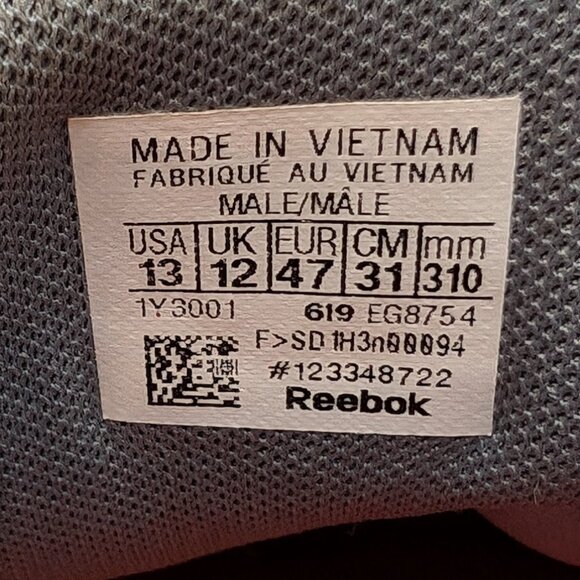 MADE IN VIETNAM
FABRIQUÉ AU VIETNAM
MALE/MÂLE
USA UK EUR CM mm
13 12 47 31 310
1Y3001 619 EG8754
F>SD1H3n00094
#123348722
Reebok